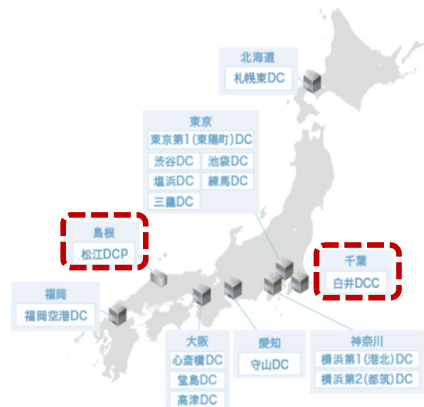 北海道
札幌東DC
東京
東京第1(東陽町)DC
渋谷DC 池袋DC
塩浜DC 練馬DC
三鷹DC
島根
松江DCP
千葉
白井DCC
福岡
福岡空港DC
大阪
心斎橋DC
堂島DC
高津DC
愛知
守山DC
神奈川
横浜第1(港北)DC
横浜第2(都筑)DC